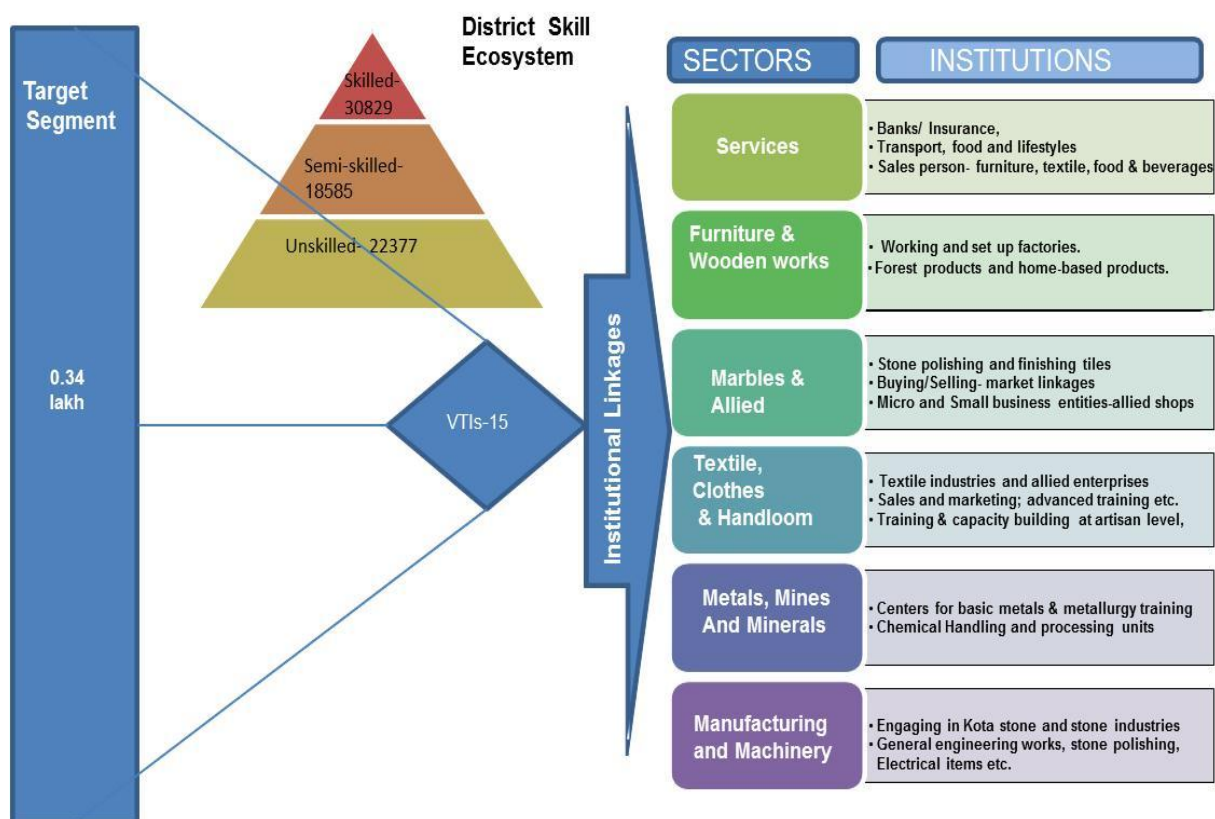 District Skill
Ecosystem
Target
Segment
0.34
lakh
Skilled-
30829
Semi-skilled-
18585
Unskilled- 22377
VTIs-15
Institutional Linkages
SECTORS
INSTITUTIONS
Services
• Banks/ Insurance,
• Transport, food and lifestyles
• Sales person- furniture, textile, food & beverages
Furniture &
Wooden works
• Working and set up factories.
• Forest products and home-based products.
Marbles &
Allied
• Stone polishing and finishing tiles
• Buying/Selling- market linkages
• Micro and Small business entities-allied shops
Textile,
Clothes
& Handloom
• Textile industries and allied enterprises
• Sales and marketing; advanced training etc.
• Training & capacity building at artisan level,
Metals, Mines
And Minerals
• Centers for basic metals & metallurgy training
• Chemical Handling and processing units
Manufacturing
and Machinery
• Engaging in Kota stone and stone industries
• General engineering works, stone polishing,
Electrical items etc.